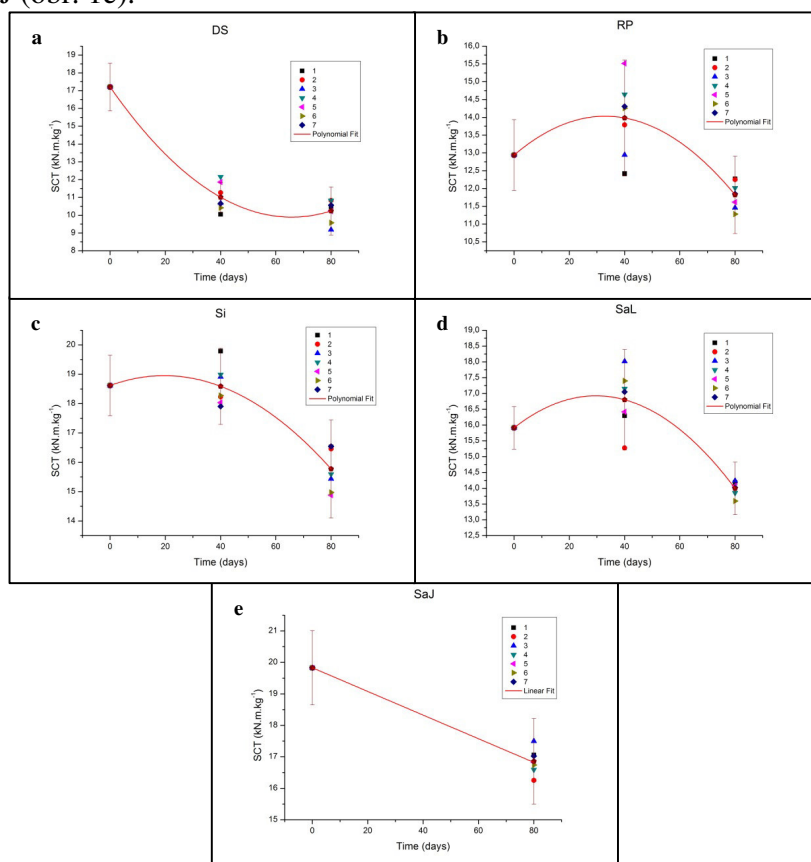 J (obr. 1e).
a
DS
18
17
16
15
14
13
12
11
10
9
8
SCT (kN.m.kg⁻¹)
1
2
3
4
5
6
7
Polynomial Fit
0 20 40 60 80
Time (days)
b
RP
16,0
15,5
15,0
14,5
14,0
13,5
13,0
12,5
12,0
11,5
11,0
10,5
SCT (kN.m.kg⁻¹)
1
2
3
4
5
6
7
Polynomial Fit
0 20 40 60 80
Time (days)
c
Si
20
19
18
17
16
15
14
SCT (kN.m.kg⁻¹)
1
2
3
4
5
6
7
Polynomial Fit
0 20 40 60 80
Time (days)
d
SaL
19,0
18,5
18,0
17,5
17,0
16,5
16,0
15,5
15,0
14,5
14,0
13,5
13,0
12,5
SCT (kN.m.kg⁻¹)
1
2
3
4
5
6
7
Polynomial Fit
0 20 40 60 80
Time (days)
e
SaJ
21
20
19
18
17
16
15
SCT (kN.m.kg⁻¹)
1
2
3
4
5
6
7
Linear Fit
0 20 40 60 80
Time (days)